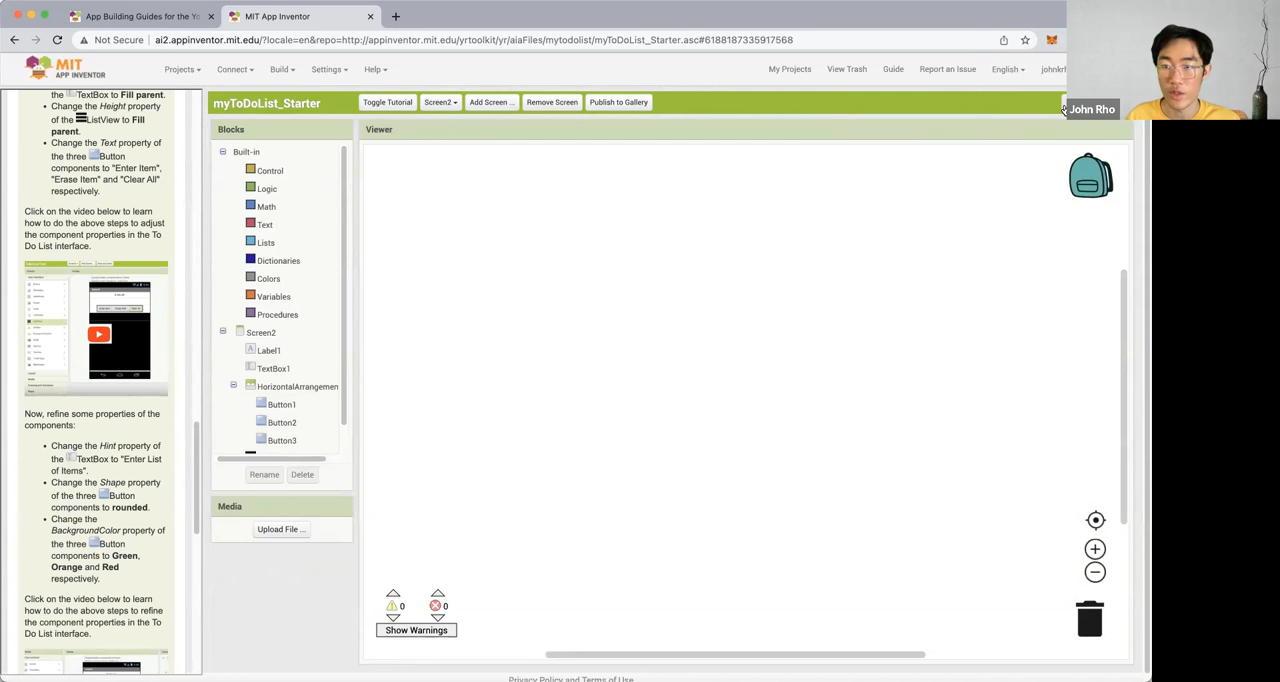 App Building Guides for the Yo
MIT App Inventor
Not Secure
ai2.appinventor.mit.edu/?locale=en&repo=http://appinventor.mit.edu/yrtoolkit/yr/aiaFiles/mytodolist/myToDoList_Starter.asc#6188187335917568
MIT
APP INVENTOR
Projects
Connect
Build
Settings
Help
My Projects
View Trash
Guide
Report an Issue
English
johnkrh
John Rho
myToDoList_Starter
Toggle Tutorial
Screen2
Add Screen ...
Remove Screen
Publish to Gallery
the TextBox to Fill parent.
• Change the Height property
of the ListView to Fill
parent.
• Change the Text property of
the three Button
components to "Enter Item",
"Erase Item" and "Clear All"
respectively.
Click on the video below to learn
how to do the above steps to adjust
the component properties in the To
Do List interface.
Now, refine some properties of the
components:
• Change the Hint property of
the TextBox to "Enter List
of Items".
• Change the Shape property
of the three Button
components to rounded.
• Change the
BackgroundColor property of
the three Button
components to Green,
Orange and Red
respectively.
Click on the video below to learn
how to do the above steps to refine
the component properties in the To
Do List interface.
Blocks
Built-in
Control
Logic
Math
Text
Lists
Dictionaries
Colors
Variables
Procedures
Screen2
Label1
TextBox1
HorizontalArrangemen
Button1
Button2
Button3
Rename
Delete
Media
Upload File ...
Viewer
0
0
Show Warnings
Privacy Policy and Terms of Use